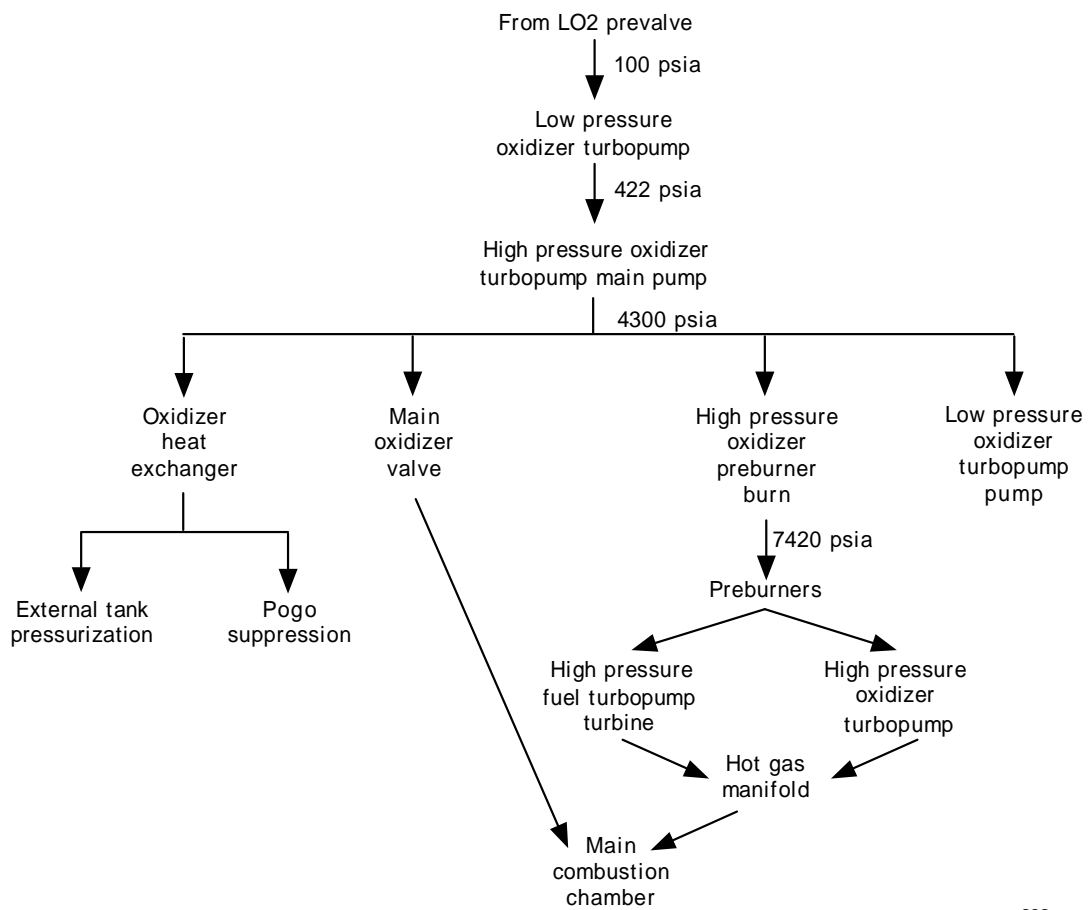 From LO2 prevalve
100 psia
Low pressure
oxidizer turbopump
422 psia
High pressure oxidizer
turbopump main pump
4300 psia
Oxidizer
heat
exchanger
Main
oxidizer
valve
High pressure
oxidizer
preburner
burn
Low pressure
oxidizer
turbopump
pump
7420 psia
External tank
pressurization
Pogo
suppression
Preburners
High pressure
fuel turbopump
turbine
High pressure
oxidizer
turbopump
Hot gas
manifold
Main
combustion
chamber